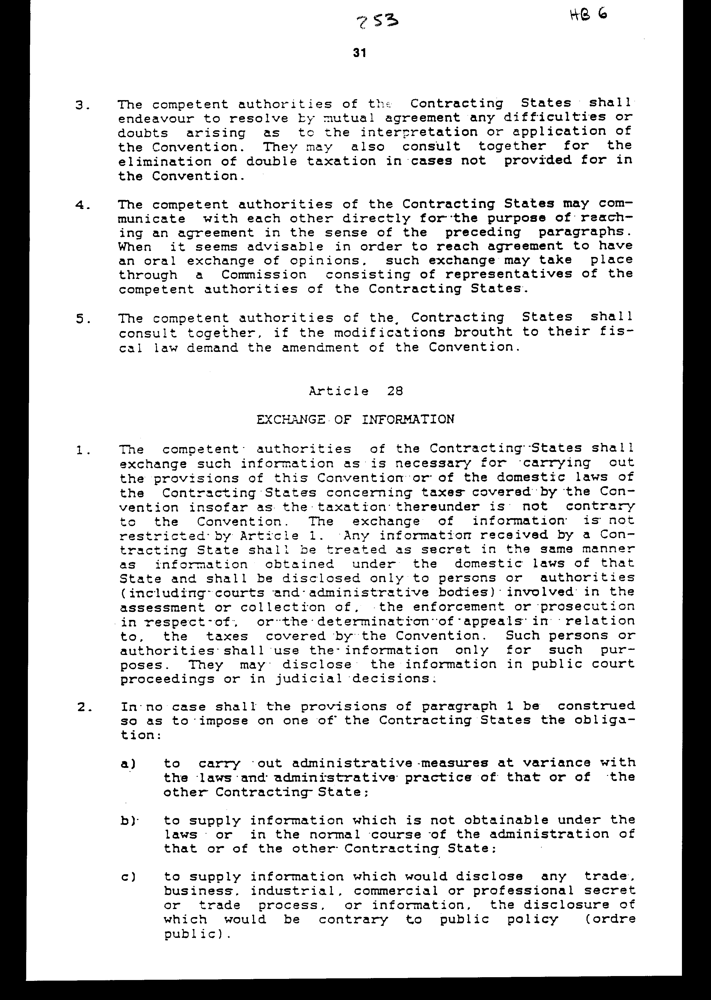 253
HB 6
31
3. The competent authorities of the Contracting States shall
endeavour to resolve by mutual agreement any difficulties or
doubts arising as to the interpretation or application of
the Convention. They may also consult together for the
elimination of double taxation in cases not provided for in
the Convention.
4. The competent authorities of the Contracting States may com-
municate with each other directly for the purpose of reach-
ing an agreement in the sense of the preceding paragraphs.
When it seems advisable in order to reach agreement to have
an oral exchange of opinions, such exchange may take place
through a Commission consisting of representatives of the
competent authorities of the Contracting States.
5. The competent authorities of the Contracting States shall
consult together, if the modifications broutht to their fis-
cal law demand the amendment of the Convention.
Article 28
EXCHANGE OF INFORMATION
1. The competent authorities of the Contracting States shall
exchange such information as is necessary for carrying out
the provisions of this Convention or of the domestic laws of
the Contracting States concerning taxes covered by the Con-
vention insofar as the taxation thereunder is not contrary
to the Convention. The exchange of information is not
restricted by Article 1. Any information received by a Con-
tracting State shall be treated as secret in the same manner
as information obtained under the domestic laws of that
State and shall be disclosed only to persons or authorities
(including courts and administrative bodies) involved in the
assessment or collection of, the enforcement or prosecution
in respect of, or the determination of appeals in relation
to, the taxes covered by the Convention. Such persons or
authorities shall use the information only for such pur-
poses. They may disclose the information in public court
proceedings or in judicial decisions.
2. In no case shall the provisions of paragraph 1 be construed
so as to impose on one of the Contracting States the obliga-
tion:
a) to carry out administrative measures at variance with
the laws and administrative practice of that or of the
other Contracting State;
b) to supply information which is not obtainable under the
laws or in the normal course of the administration of
that or of the other Contracting State;
c) to supply information which would disclose any trade,
business, industrial, commercial or professional secret
or trade process, or information, the disclosure of
which would be contrary to public policy (ordre
public).